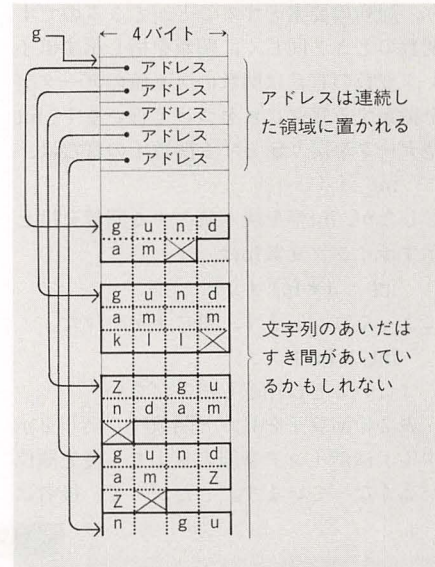 g
← 4バイト →
アドレス
アドレス
アドレス
アドレス
アドレス
アドレスは連続し
た領域に置かれる
g u n d
a m
g u n d
a m   m
k I I
Z   g u
n d a m
g u n d
a m   Z
Z
n   g u
文字列のあいだは
すき間があいてい
るかもしれない